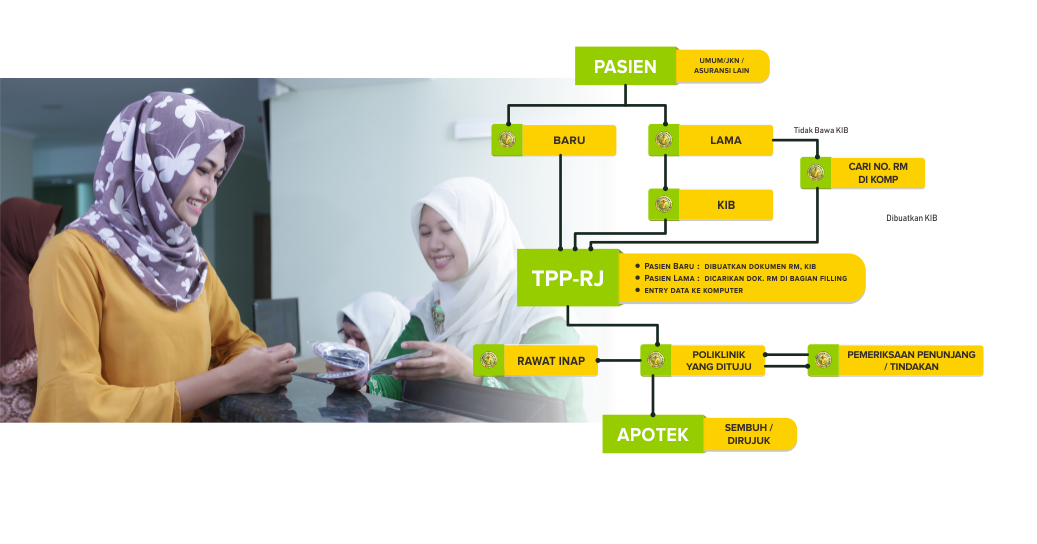 PASIEN
UMUM/JKN /
ASURANSI LAIN
BARU
LAMA
Tidak Bawa KIB
CARI NO. RM
DI KOMP
KIB
Dibuatkan KIB
TPP-RJ
• PASIEN BARU : DIBUATKAN DOKUMEN RM, KIB
• PASIEN LAMA : DICARIKAN DOK. RM DI BAGIAN FILLING
• ENTRY DATA KE KOMPUTER
RAWAT INAP
POLIKLINIK
YANG DITUJU
PEMERIKSAAN PENUNJANG
/ TINDAKAN
APOTEK
SEMBUH /
DIRUJUK